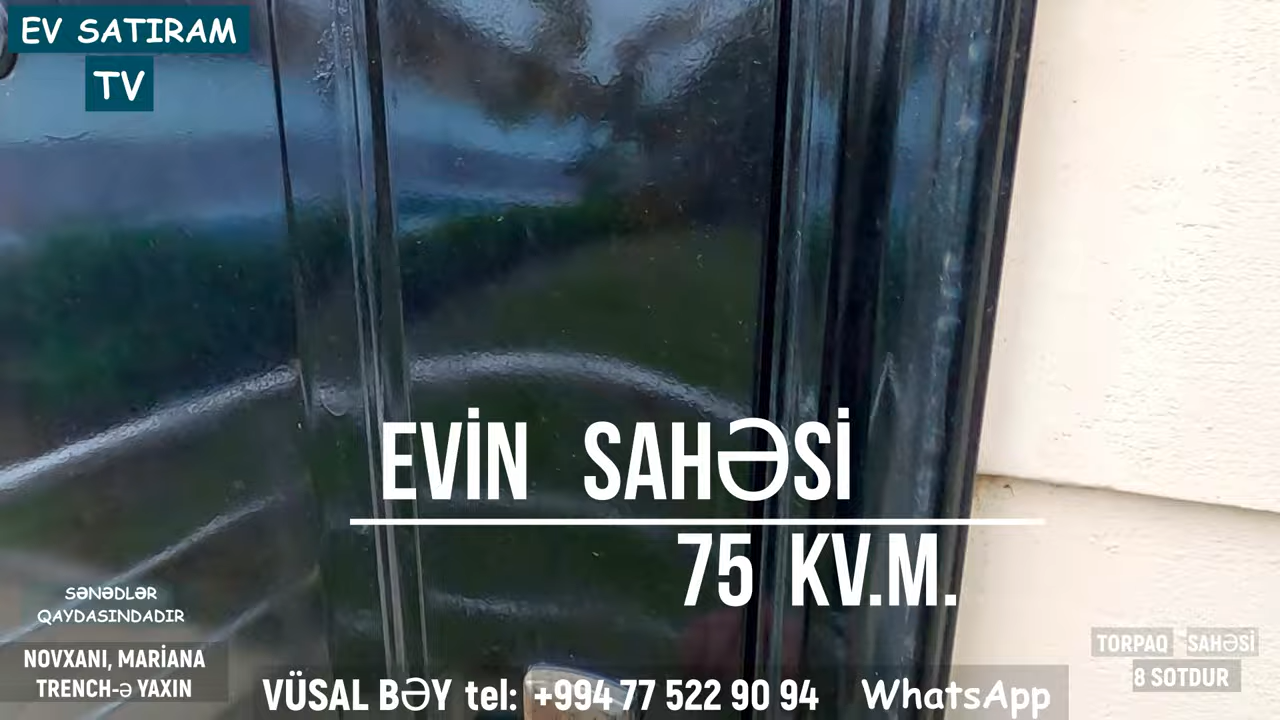 EV SATIRAM
TV
EVİN SAHƏSİ
75 KV.M.
SƏNƏDLƏR
QAYDASINDADIR
NOVXANI, MARİANA
TRENCH-Ə YAXIN
VÜSAL BƏY tel: +994 77 522 90 94 WhatsApp
TORPAQ SAHƏSİ
8 SOTDUR